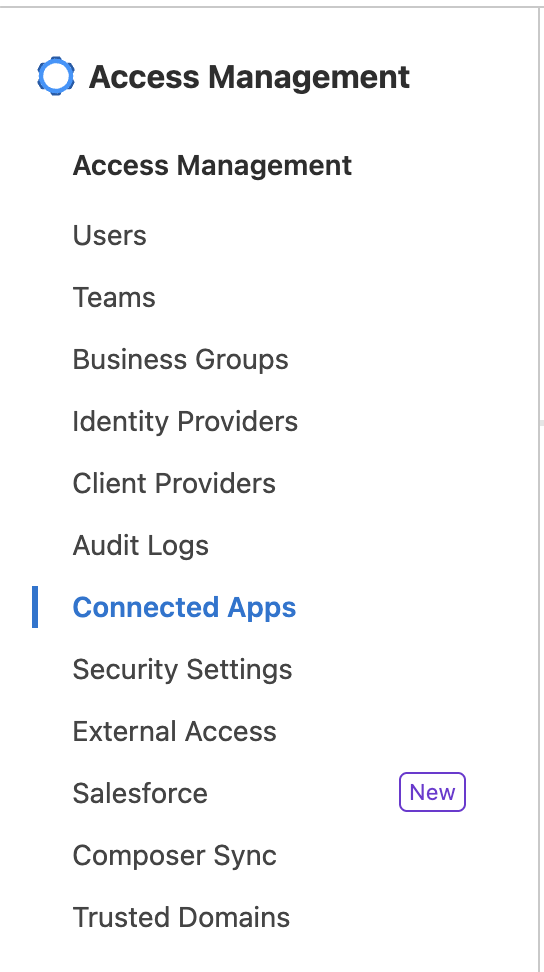 Access Management
Access Management
Users
Teams
Business Groups
Identity Providers
Client Providers
Audit Logs
Connected Apps
Security Settings
External Access
Salesforce New
Composer Sync
Trusted Domains